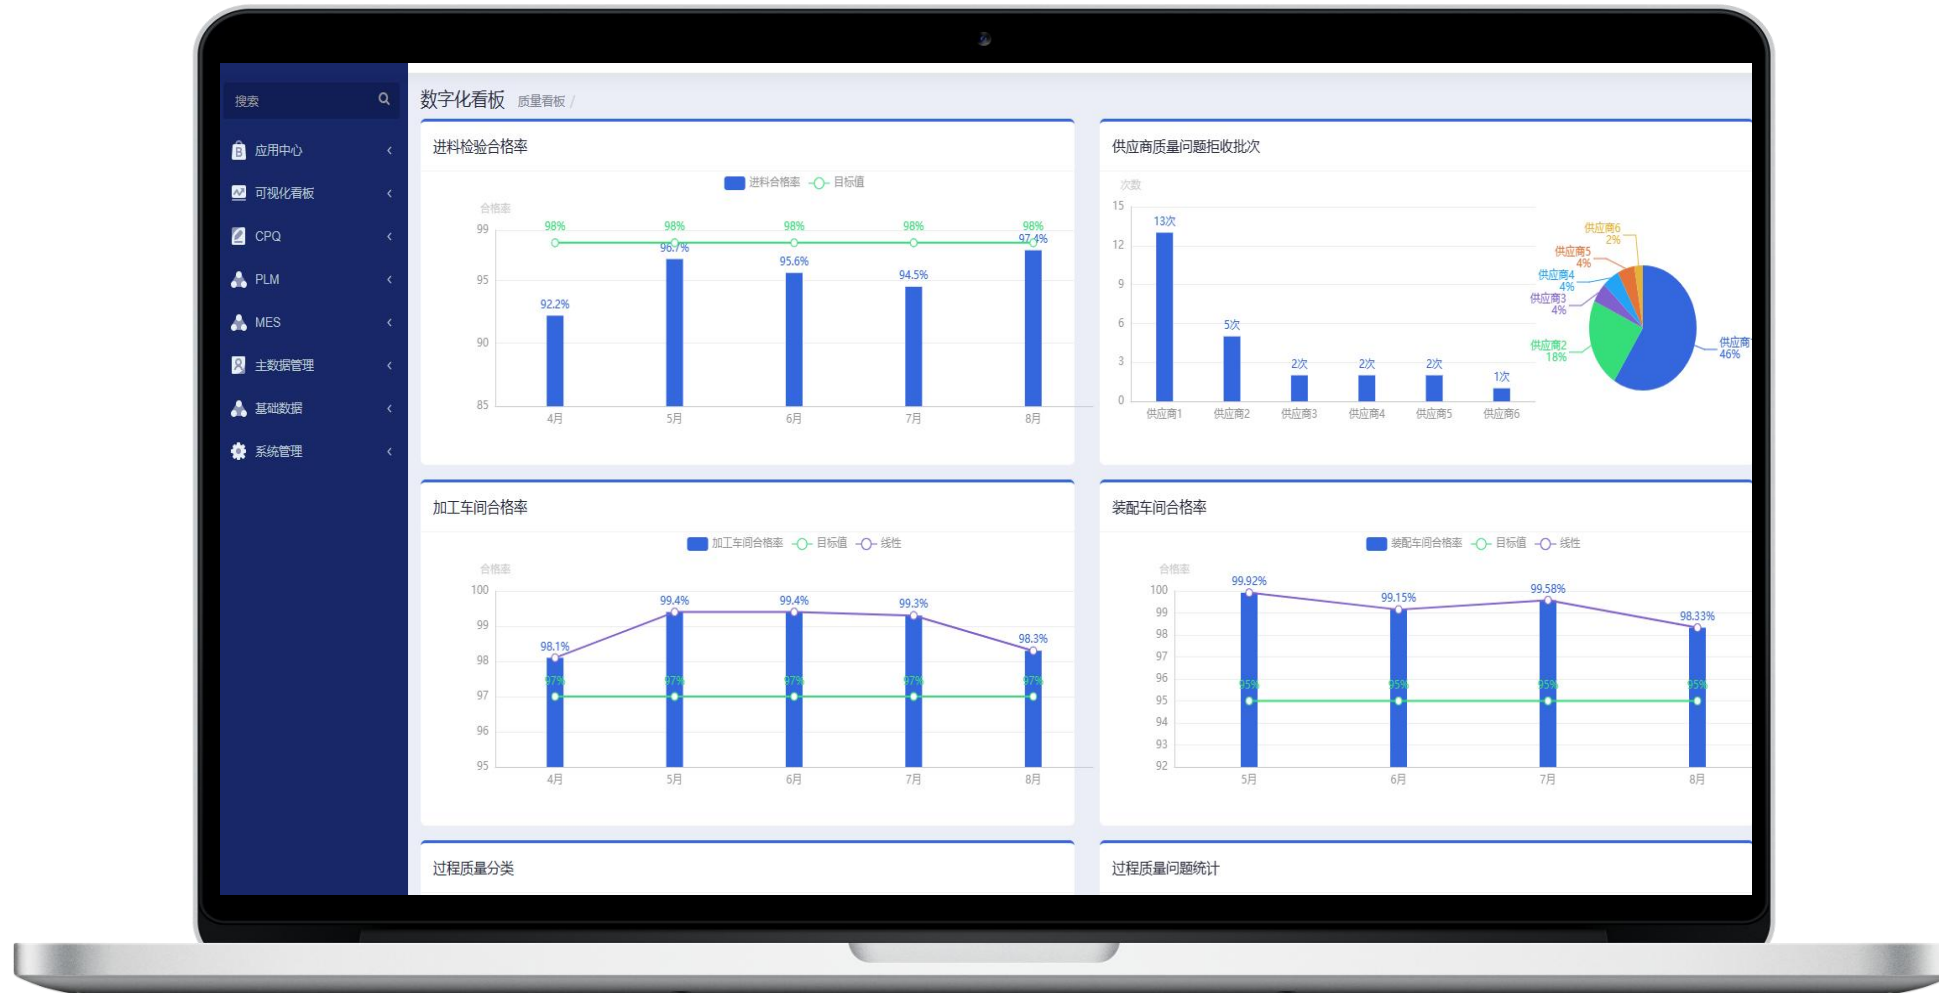 搜索
应用中心
可视化看板
CPQ
PLM
MES
主数据管理
基础数据
系统管理
数字化看板 质量看板 /
进料检验合格率
进料合格率 目标值
合格率
99
95
90
85
98% 98% 98% 98% 98%
92.2% 96.7% 95.6% 94.5% 97.4%
4月 5月 6月 7月 8月
供应商质量问题拒收批次
次数
15
12
9
6
3
0
13次 5次 2次 2次 2次 1次
供应商1 供应商2 供应商3 供应商4 供应商5 供应商6
供应商6
2%
供应商5
4%
供应商4
4%
供应商3
4%
供应商2
18%
供应商
46%
加工车间合格率
加工车间合格率 目标值 线性
合格率
100
99
98
97
96
95
98.1% 99.4% 99.4% 99.3% 98.3%
97% 97% 97% 97% 97%
4月 5月 6月 7月 8月
装配车间合格率
装配车间合格率 目标值 线性
合格率
100
99
98
97
96
95
94
93
92
99.92% 99.15% 99.58% 98.33%
95% 95% 95% 95%
5月 6月 7月 8月
过程质量分类
过程质量问题统计